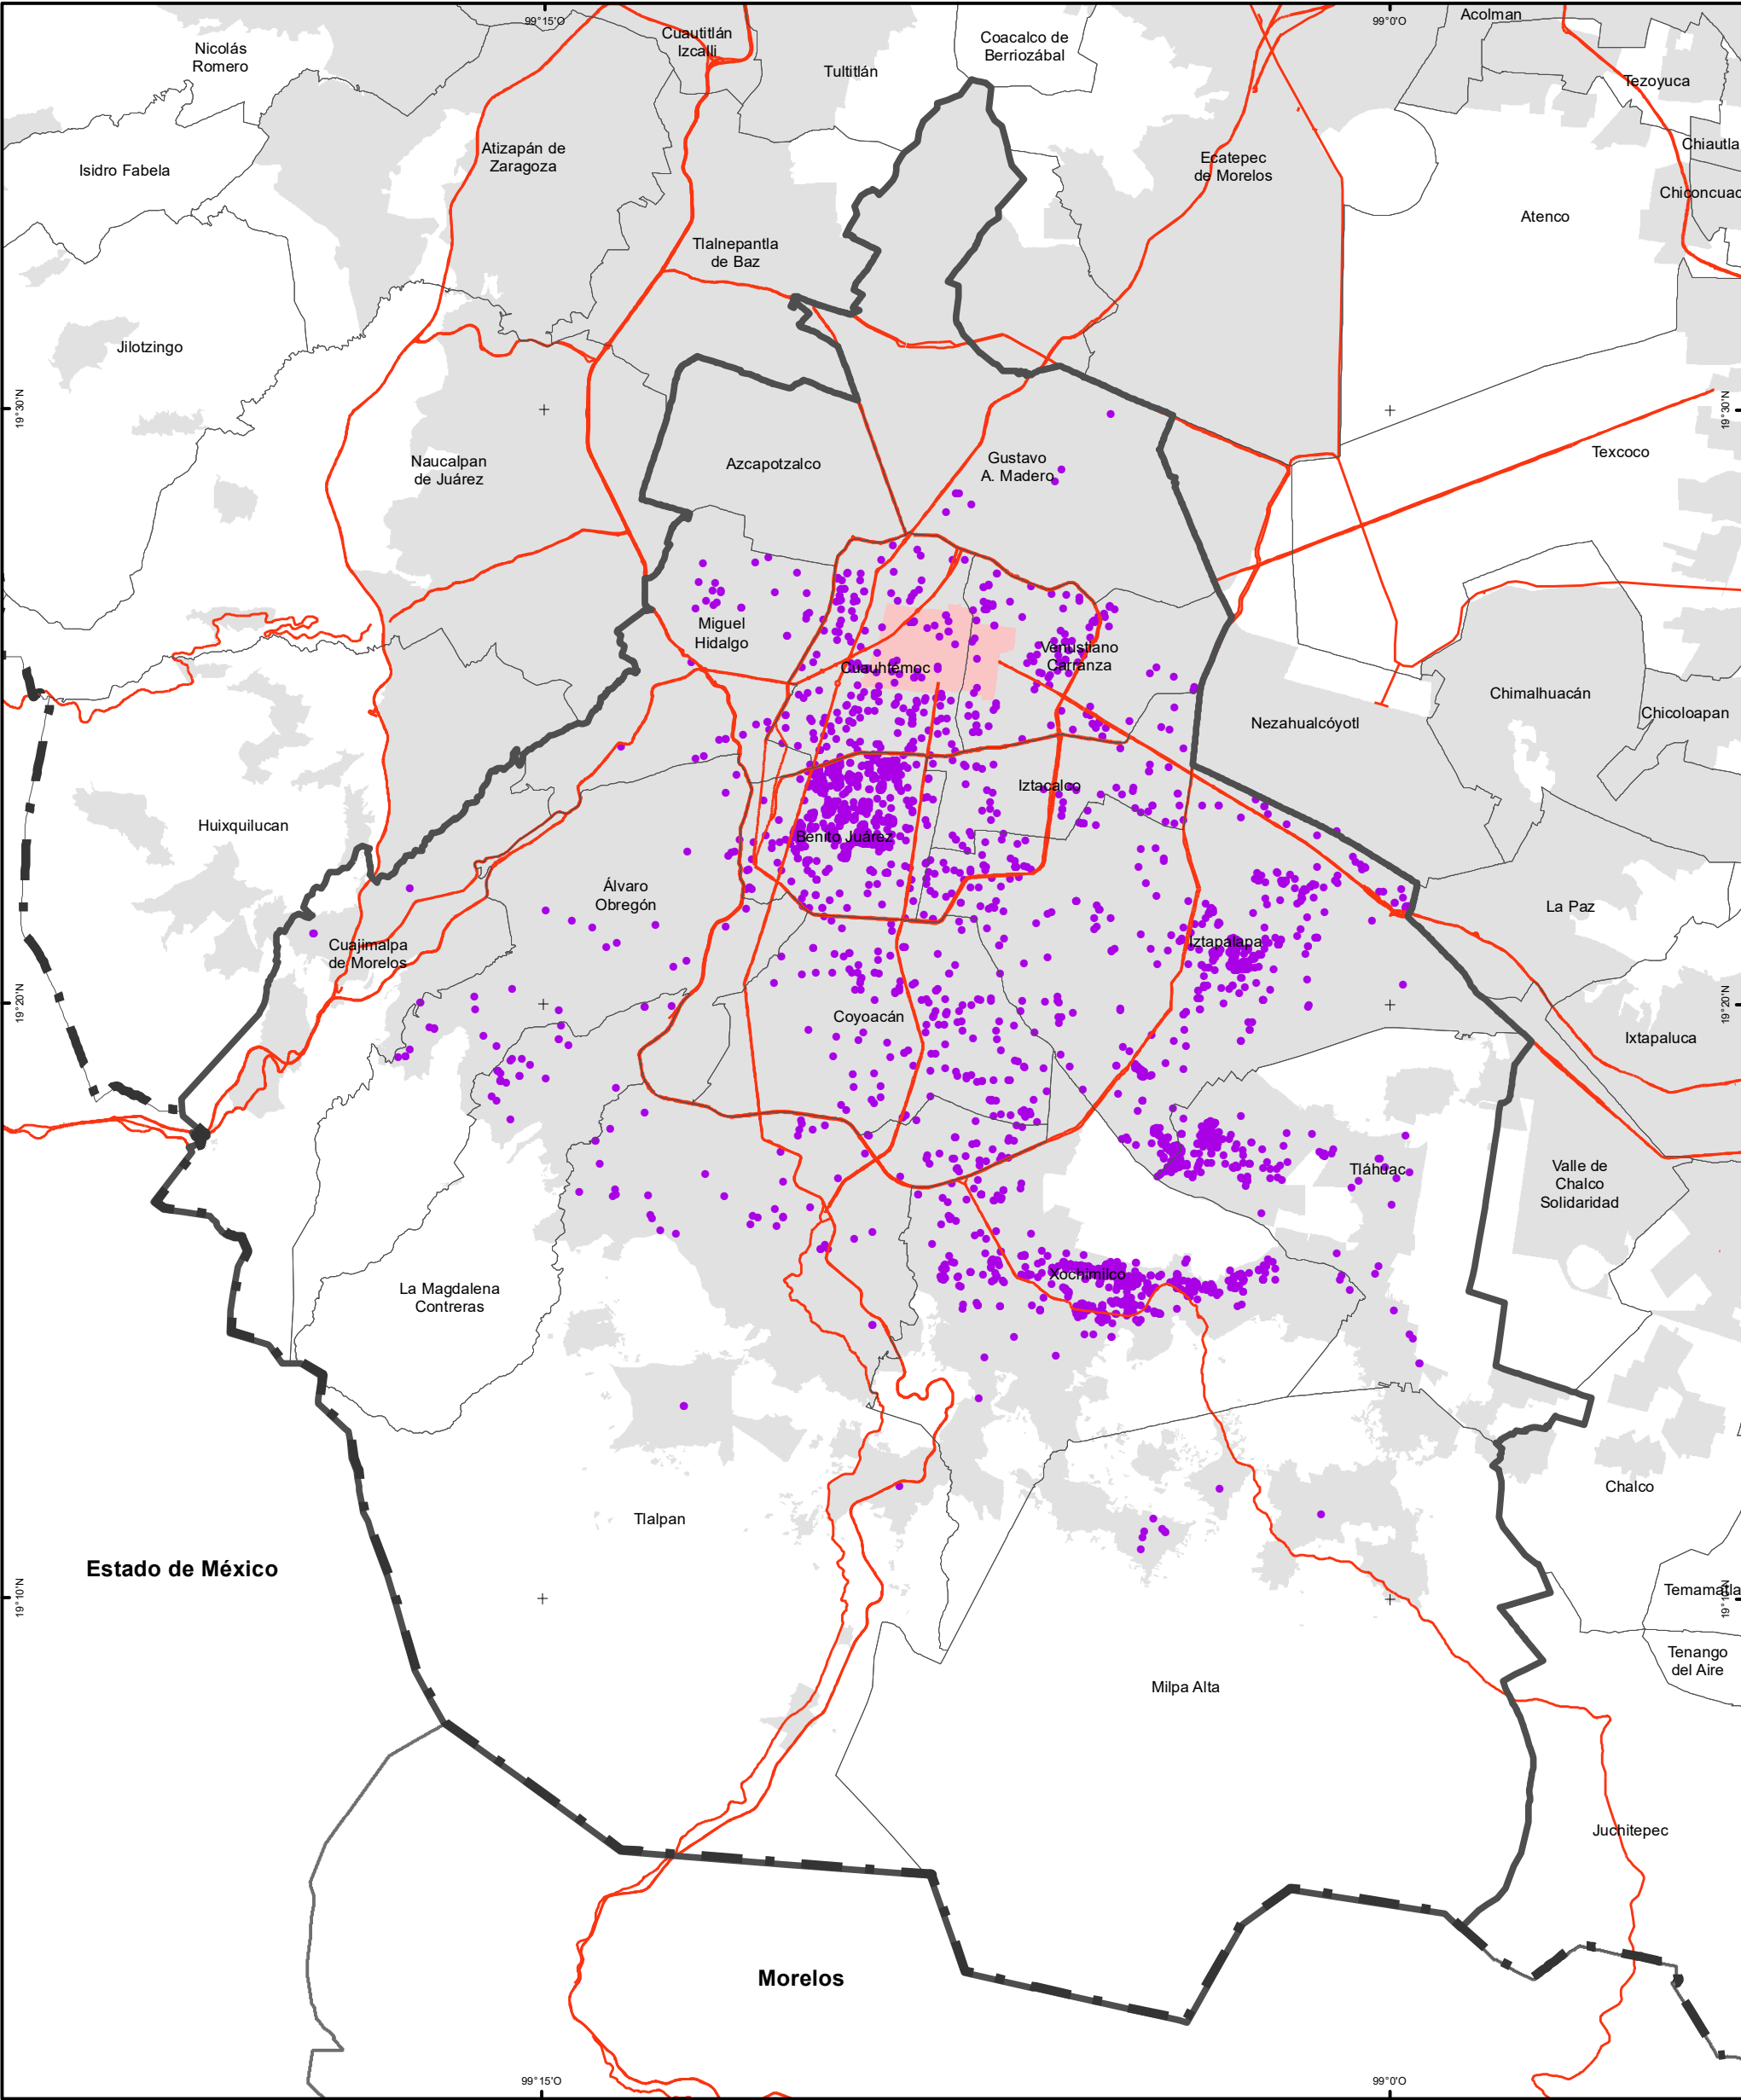 99°15'O
99°0'O
Acolman
Nicolás
Romero
Cuautitlán
Izcalli
Tultitlán
Coacalco de
Berriozábal
Tezoyuca
Atizapán de
Zaragoza
Isidro Fabela
Ecatepec
de Morelos
Chiautla
Chiconcuac
Atenco
Tlalnepantla
de Baz
Jilotzingo
19°30'N
19°30'N
Naucalpan
de Juárez
Azcapotzalco
Gustavo
A. Madero
Texcoco
Miguel
Hidalgo
Cuauhtémoc
Venustiano
Carranza
Chimalhuacán
Chicoloapan
Nezahualcóyotl
Iztacalco
Huixquilucan
Benito Juárez
Álvaro
Obregón
La Paz
Cuajimalpa
de Morelos
Iztapalapa
19°20'N
19°20'N
Coyoacán
Ixtapaluca
Tláhuac
Valle de
Chalco
Solidaridad
La Magdalena
Contreras
Xochimilco
Chalco
Tlalpan
Estado de México
19°10'N
19°10'N
Temamatla
Tenango
del Aire
Milpa Alta
Juchitepec
Morelos
99°15'O
99°0'O